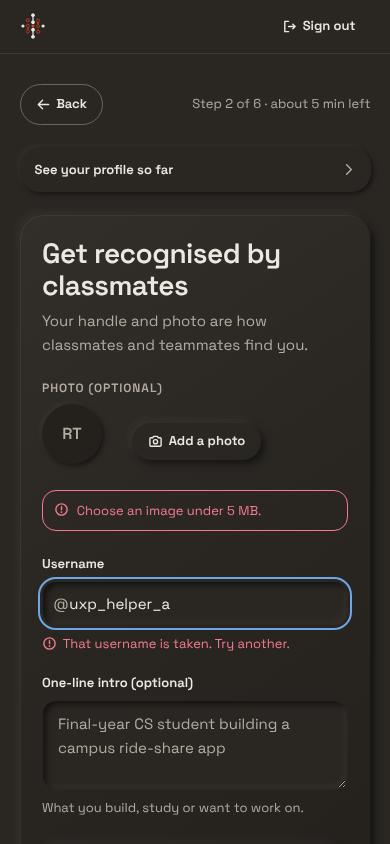 Sign out
Back
Step 2 of 6 · about 5 min left
See your profile so far
Get recognised by
classmates
Your handle and photo are how
classmates and teammates find you.
PHOTO (OPTIONAL)
RT
Add a photo
Choose an image under 5 MB.
Username
@uxp_helper_a
That username is taken. Try another.
One-line intro (optional)
Final-year CS student building a
campus ride-share app
What you build, study or want to work on.